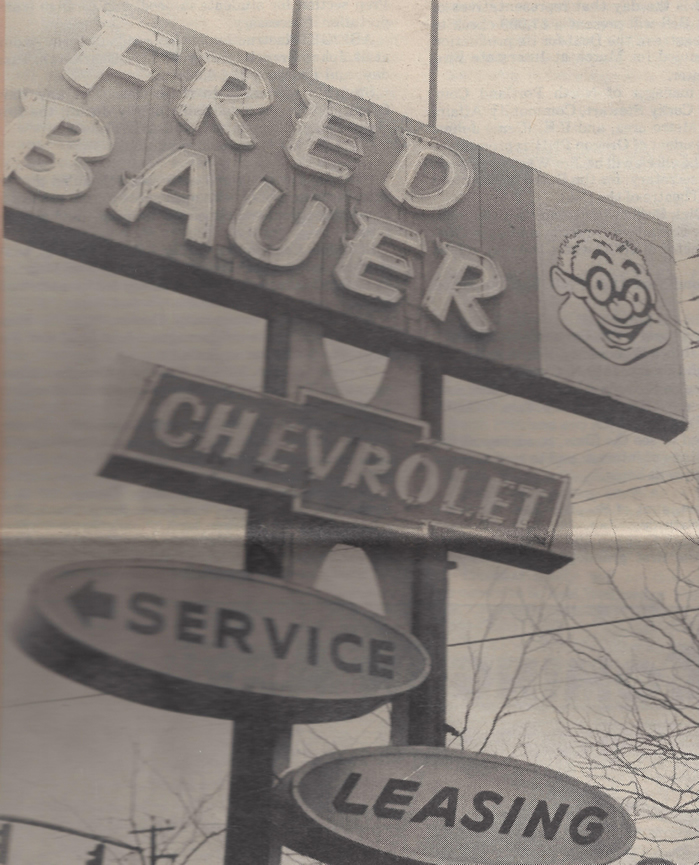 FRED
BAUER
CHEVROLET
SERVICE
LEASING